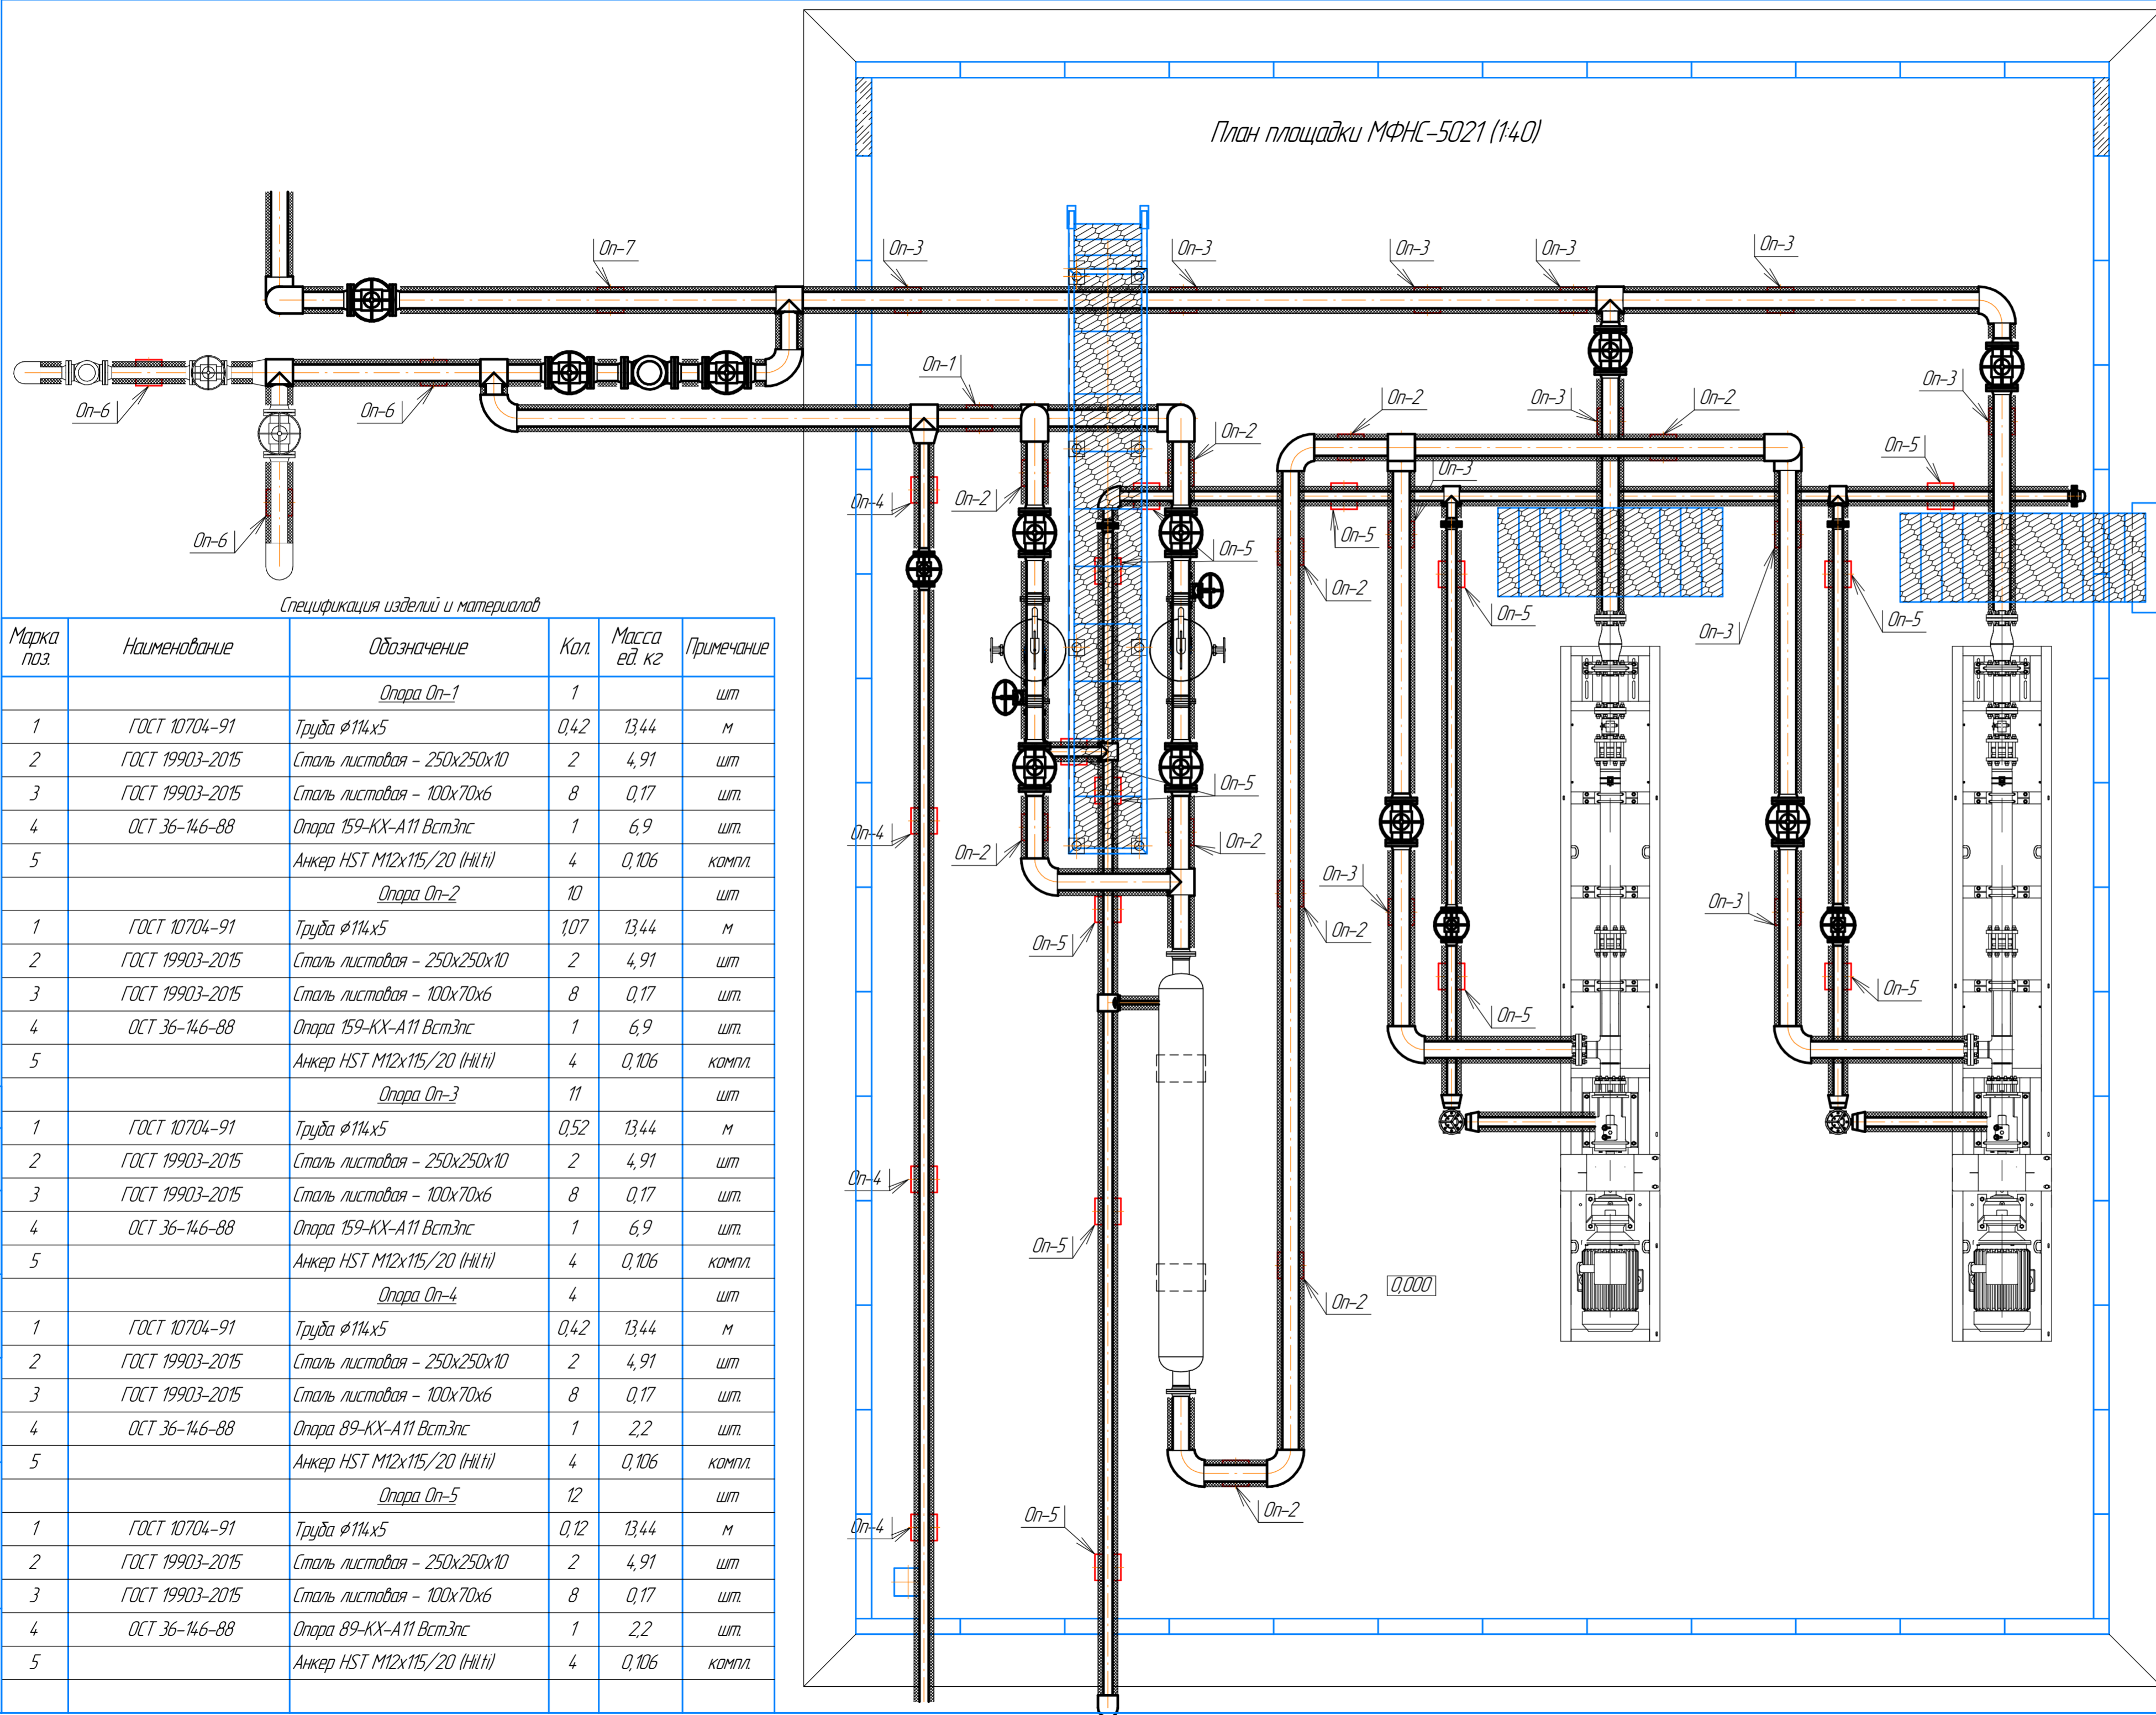 План площадки МФНС-5021 (1:40)
Оп-7
Оп-3
Оп-3
Оп-3
Оп-3
Оп-3
Оп-1
Оп-6
Оп-6
Оп-2
Оп-3
Оп-2
Оп-3
Оп-2
Оп-5
Оп-3
Оп-4
Оп-2
Оп-6
Оп-5
Оп-5
Оп-2
Оп-5
Оп-3
Оп-5
Спецификация изделий и материалов
Марка поз. Наименование Обозначение Кол. Масса ед. кг Примечание
Опора Оп-1 1 шт
1 ГОСТ 10704-91 Труба ϕ114х5 0,42 13,44 м
2 ГОСТ 19903-2015 Сталь листовая - 250х250х10 2 4,91 шт
3 ГОСТ 19903-2015 Сталь листовая - 100х70х6 8 0,17 шт.
4 ОСТ 36-146-88 Опора 159-КХ-А11 Вст3пс 1 6,9 шт.
5 Анкер HST М12х115/20 (Hilti) 4 0,106 компл.
Опора Оп-2 10 шт
1 ГОСТ 10704-91 Труба ϕ114х5 1,07 13,44 м
2 ГОСТ 19903-2015 Сталь листовая - 250х250х10 2 4,91 шт
3 ГОСТ 19903-2015 Сталь листовая - 100х70х6 8 0,17 шт.
4 ОСТ 36-146-88 Опора 159-КХ-А11 Вст3пс 1 6,9 шт.
5 Анкер HST М12х115/20 (Hilti) 4 0,106 компл.
Опора Оп-3 11 шт
1 ГОСТ 10704-91 Труба ϕ114х5 0,52 13,44 м
2 ГОСТ 19903-2015 Сталь листовая - 250х250х10 2 4,91 шт
3 ГОСТ 19903-2015 Сталь листовая - 100х70х6 8 0,17 шт.
4 ОСТ 36-146-88 Опора 159-КХ-А11 Вст3пс 1 6,9 шт.
5 Анкер HST М12х115/20 (Hilti) 4 0,106 компл.
Опора Оп-4 4 шт
1 ГОСТ 10704-91 Труба ϕ114х5 0,42 13,44 м
2 ГОСТ 19903-2015 Сталь листовая - 250х250х10 2 4,91 шт
3 ГОСТ 19903-2015 Сталь листовая - 100х70х6 8 0,17 шт.
4 ОСТ 36-146-88 Опора 89-КХ-А11 Вст3пс 1 2,2 шт.
5 Анкер HST М12х115/20 (Hilti) 4 0,106 компл.
Опора Оп-5 12 шт
1 ГОСТ 10704-91 Труба ϕ114х5 0,12 13,44 м
2 ГОСТ 19903-2015 Сталь листовая - 250х250х10 2 4,91 шт
3 ГОСТ 19903-2015 Сталь листовая - 100х70х6 8 0,17 шт.
4 ОСТ 36-146-88 Опора 89-КХ-А11 Вст3пс 1 2,2 шт.
5 Анкер HST М12х115/20 (Hilti) 4 0,106 компл.
Оп-5
Оп-4
Оп-2
Оп-2
Оп-3
Оп-3
Оп-5
Оп-2
Оп-5
Оп-5
Оп-4
Оп-5
Оп-2
0,000
Оп-4
Оп-5
Оп-2